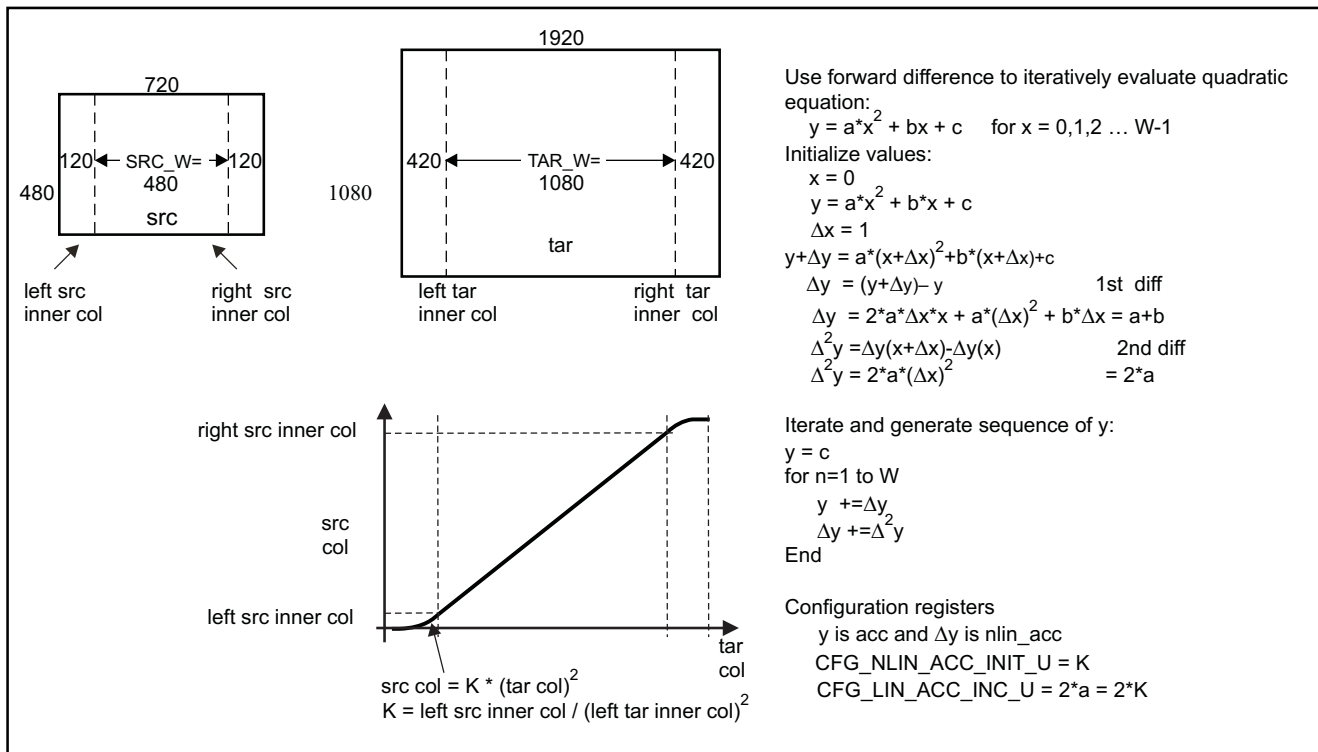 720
120
SRC_W=
480
120
480
src
left src
inner col
right src
inner col
1920
420
TAR_W=
1080
420
1080
tar
left tar
inner col
right tar
inner col
right src inner col
src
col
left src inner col
tar
col
src col = K * (tar col)²
K = left src inner col / (left tar inner col)²
Use forward difference to iteratively evaluate quadratic
equation:
y = a*x² + bx + c for x = 0,1,2 … W-1
Initialize values:
x = 0
y = a*x² + b*x + c
Δx = 1
y+Δy = a*(x+Δx)²+b*(x+Δx)+c
Δy = (y+Δy)– y 1st diff
Δy = 2*a*Δx*x + a*(Δx)² + b*Δx = a+b
Δ²y =Δy(x+Δx)-Δy(x) 2nd diff
Δ²y = 2*a*(Δx)² = 2*a
Iterate and generate sequence of y:
y = c
for n=1 to W
y +=Δy
Δy +=Δ²y
End
Configuration registers
y is acc and Δy is nlin_acc
CFG_NLIN_ACC_INIT_U = K
CFG_LIN_ACC_INC_U = 2*a = 2*K